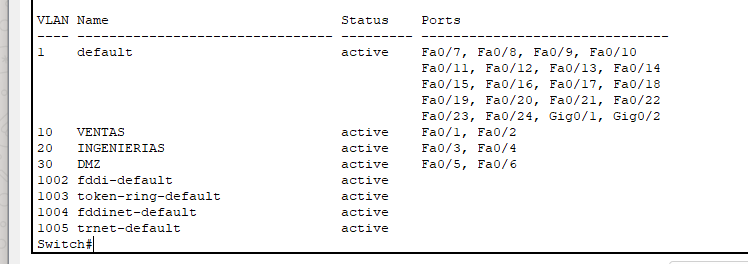 VLAN Name                             Status    Ports
---- -------------------------------- --------- -------------------------------
1    default                          active    Fa0/7, Fa0/8, Fa0/9, Fa0/10
                                                Fa0/11, Fa0/12, Fa0/13, Fa0/14
                                                Fa0/15, Fa0/16, Fa0/17, Fa0/18
                                                Fa0/19, Fa0/20, Fa0/21, Fa0/22
                                                Fa0/23, Fa0/24, Gig0/1, Gig0/2
10   VENTAS                           active    Fa0/1, Fa0/2
20   INGENIERIAS                      active    Fa0/3, Fa0/4
30   DMZ                              active    Fa0/5, Fa0/6
1002 fddi-default                     active
1003 token-ring-default               active
1004 fddinet-default                  active
1005 trnet-default                    active
Switch#